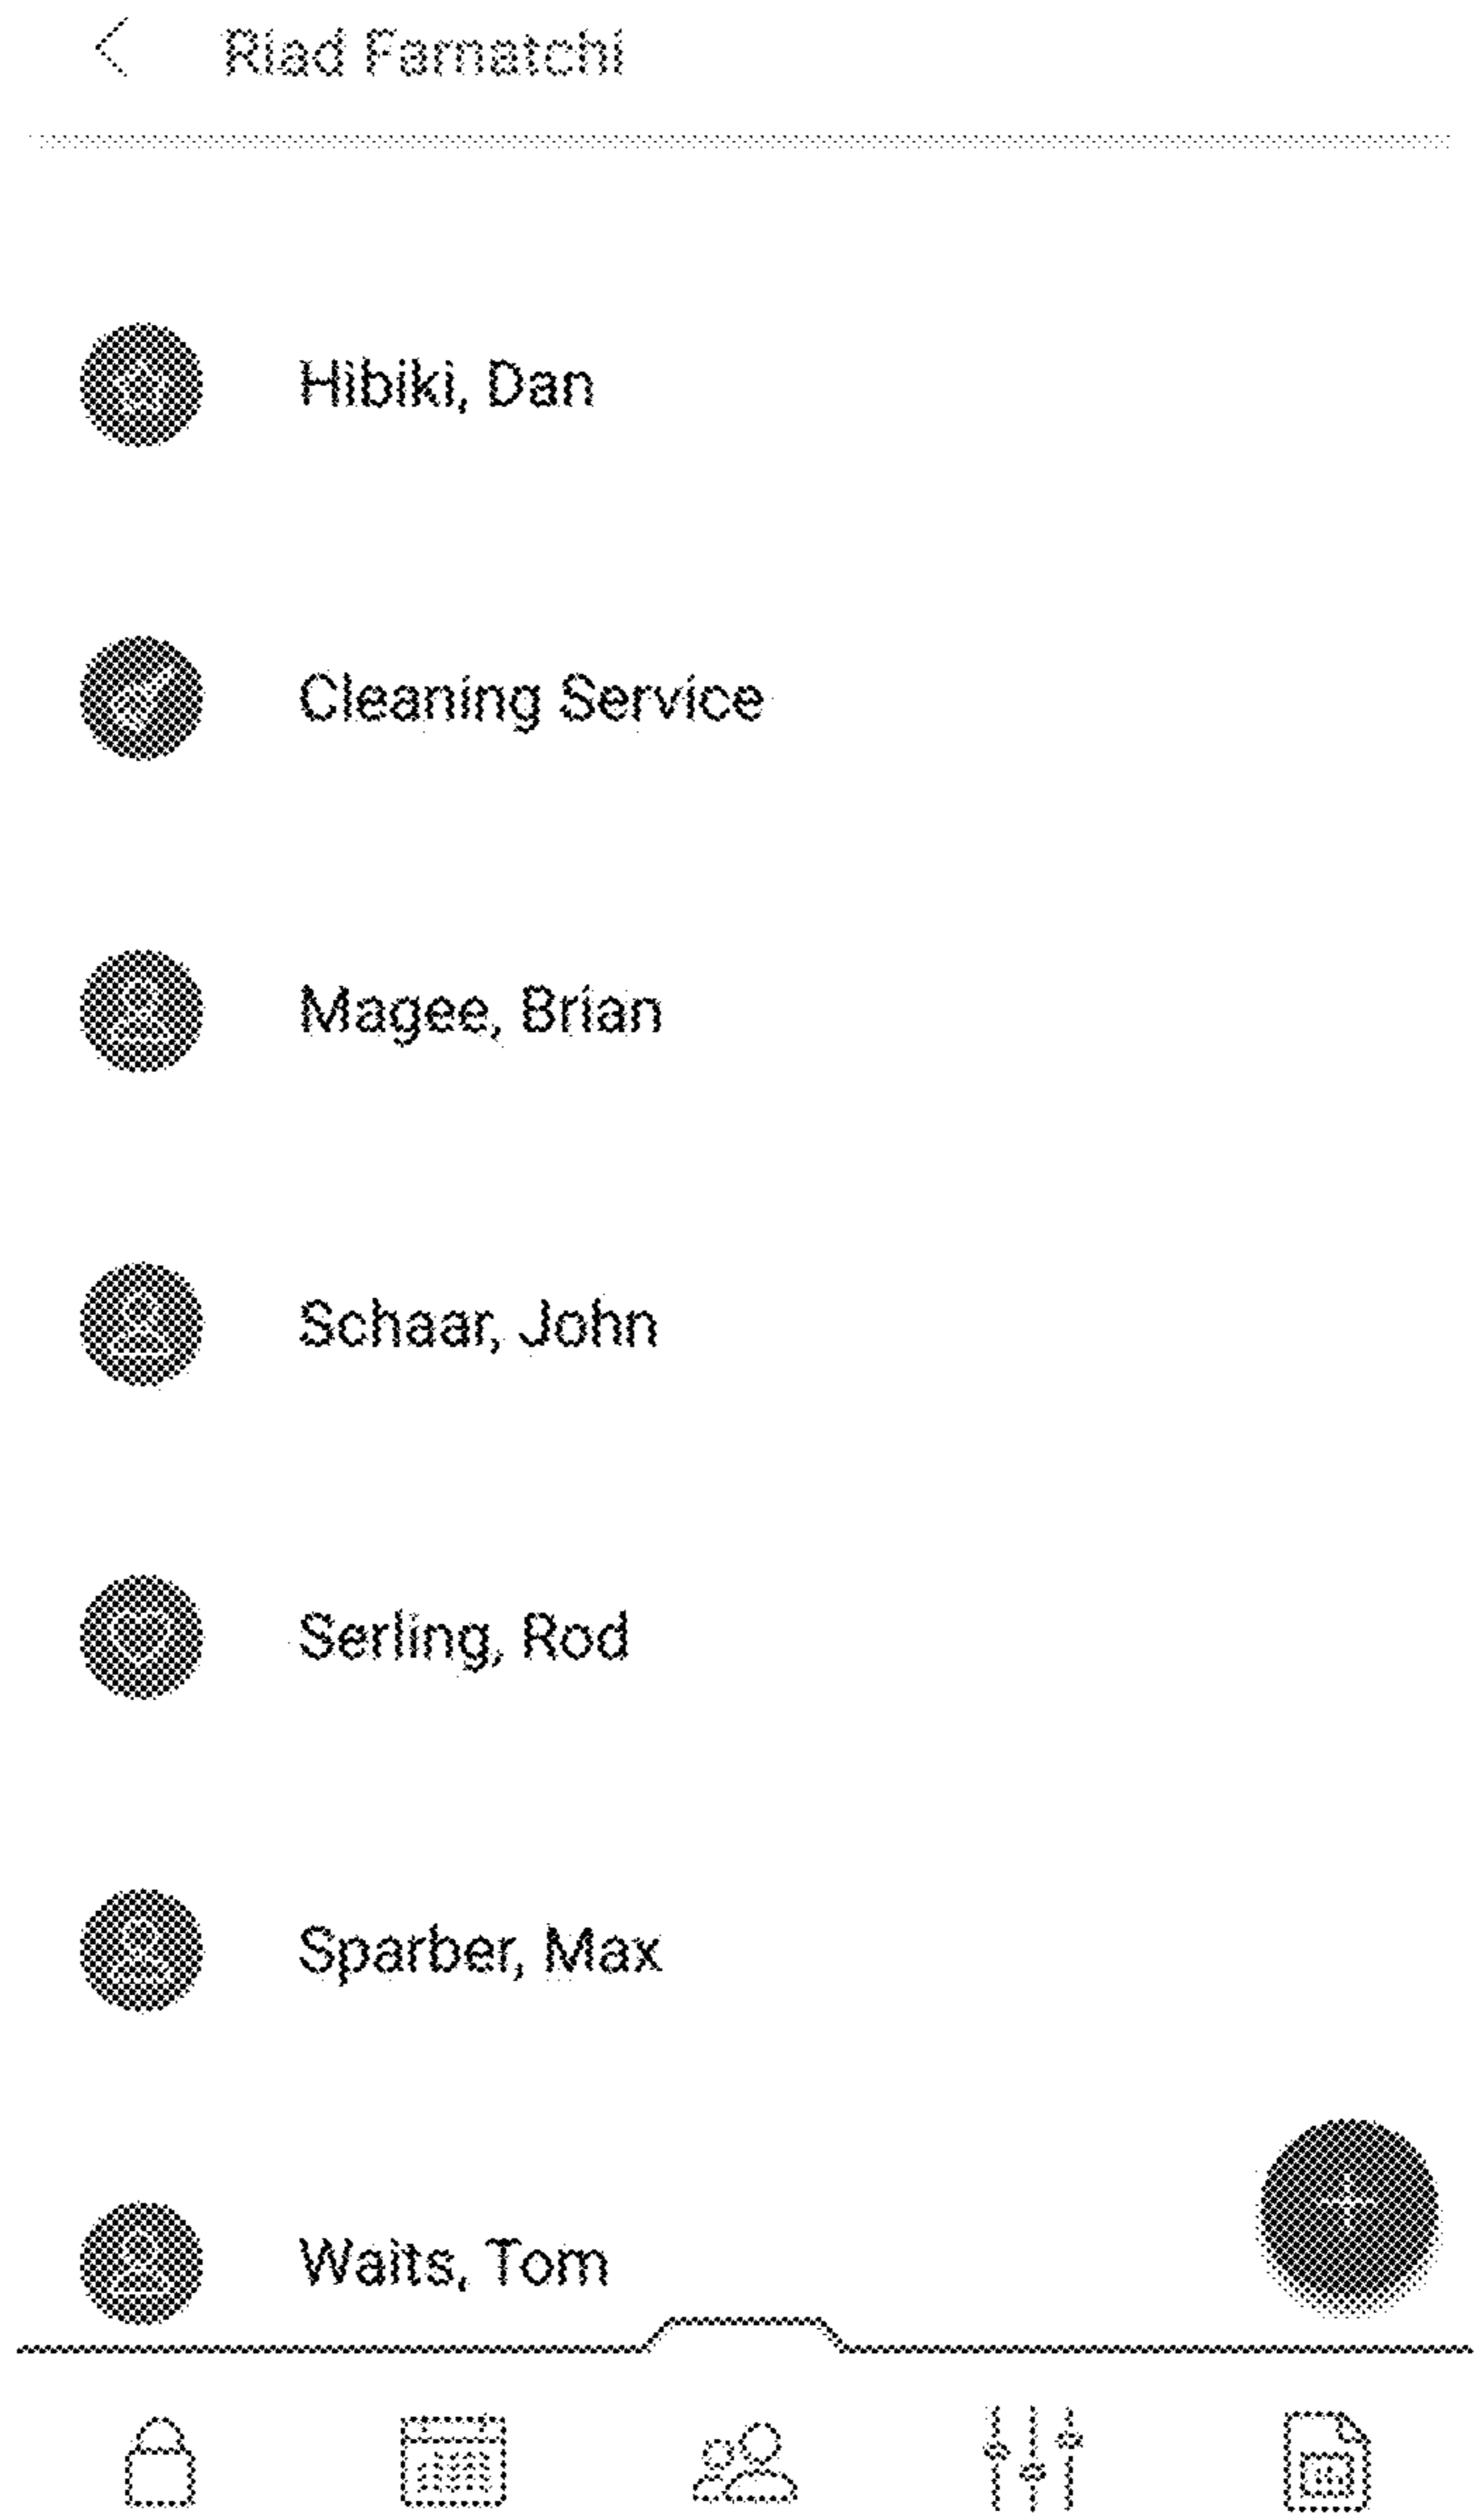 Riad Farnatchi
Hibiki, Dan
Cleaning Service
Magee, Brian
Schaar, John
Serling, Rod
Sparber, Max
Waits, Tom